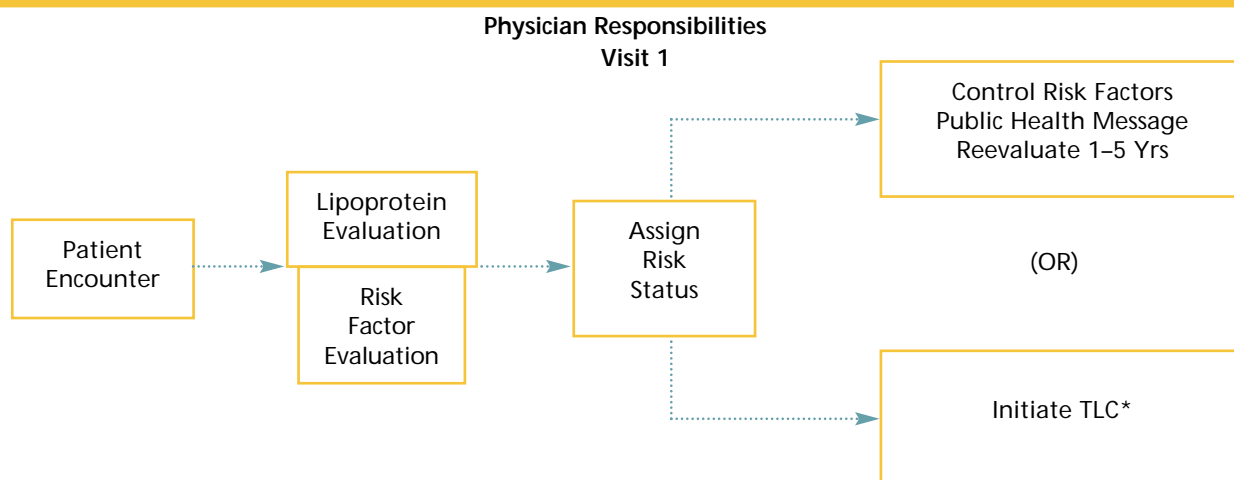 Physician Responsibilities
Visit 1
Patient
Encounter
Lipoprotein
Evaluation
Risk
Factor
Evaluation
Assign
Risk
Status
Control Risk Factors
Public Health Message
Reevaluate 1–5 Yrs
(OR)
Initiate TLC*